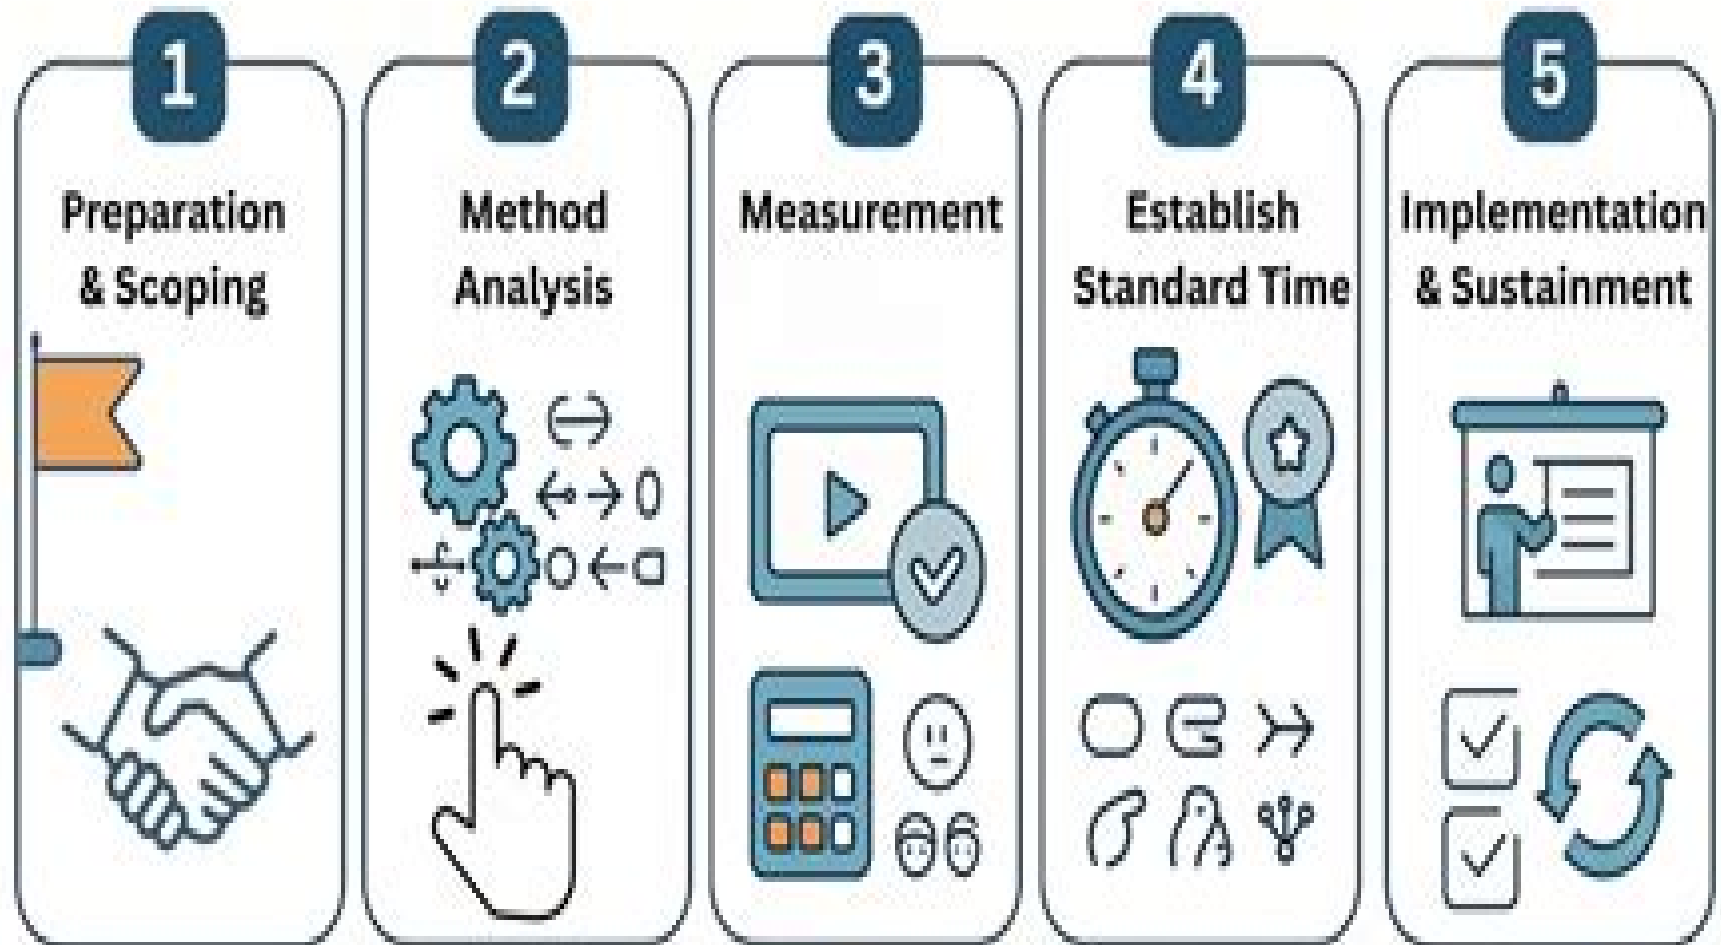 1
Preparation
& Scoping
2
Method
Analysis
3
Measurement
4
Establish
Standard Time
5
Implementation
& Sustainment